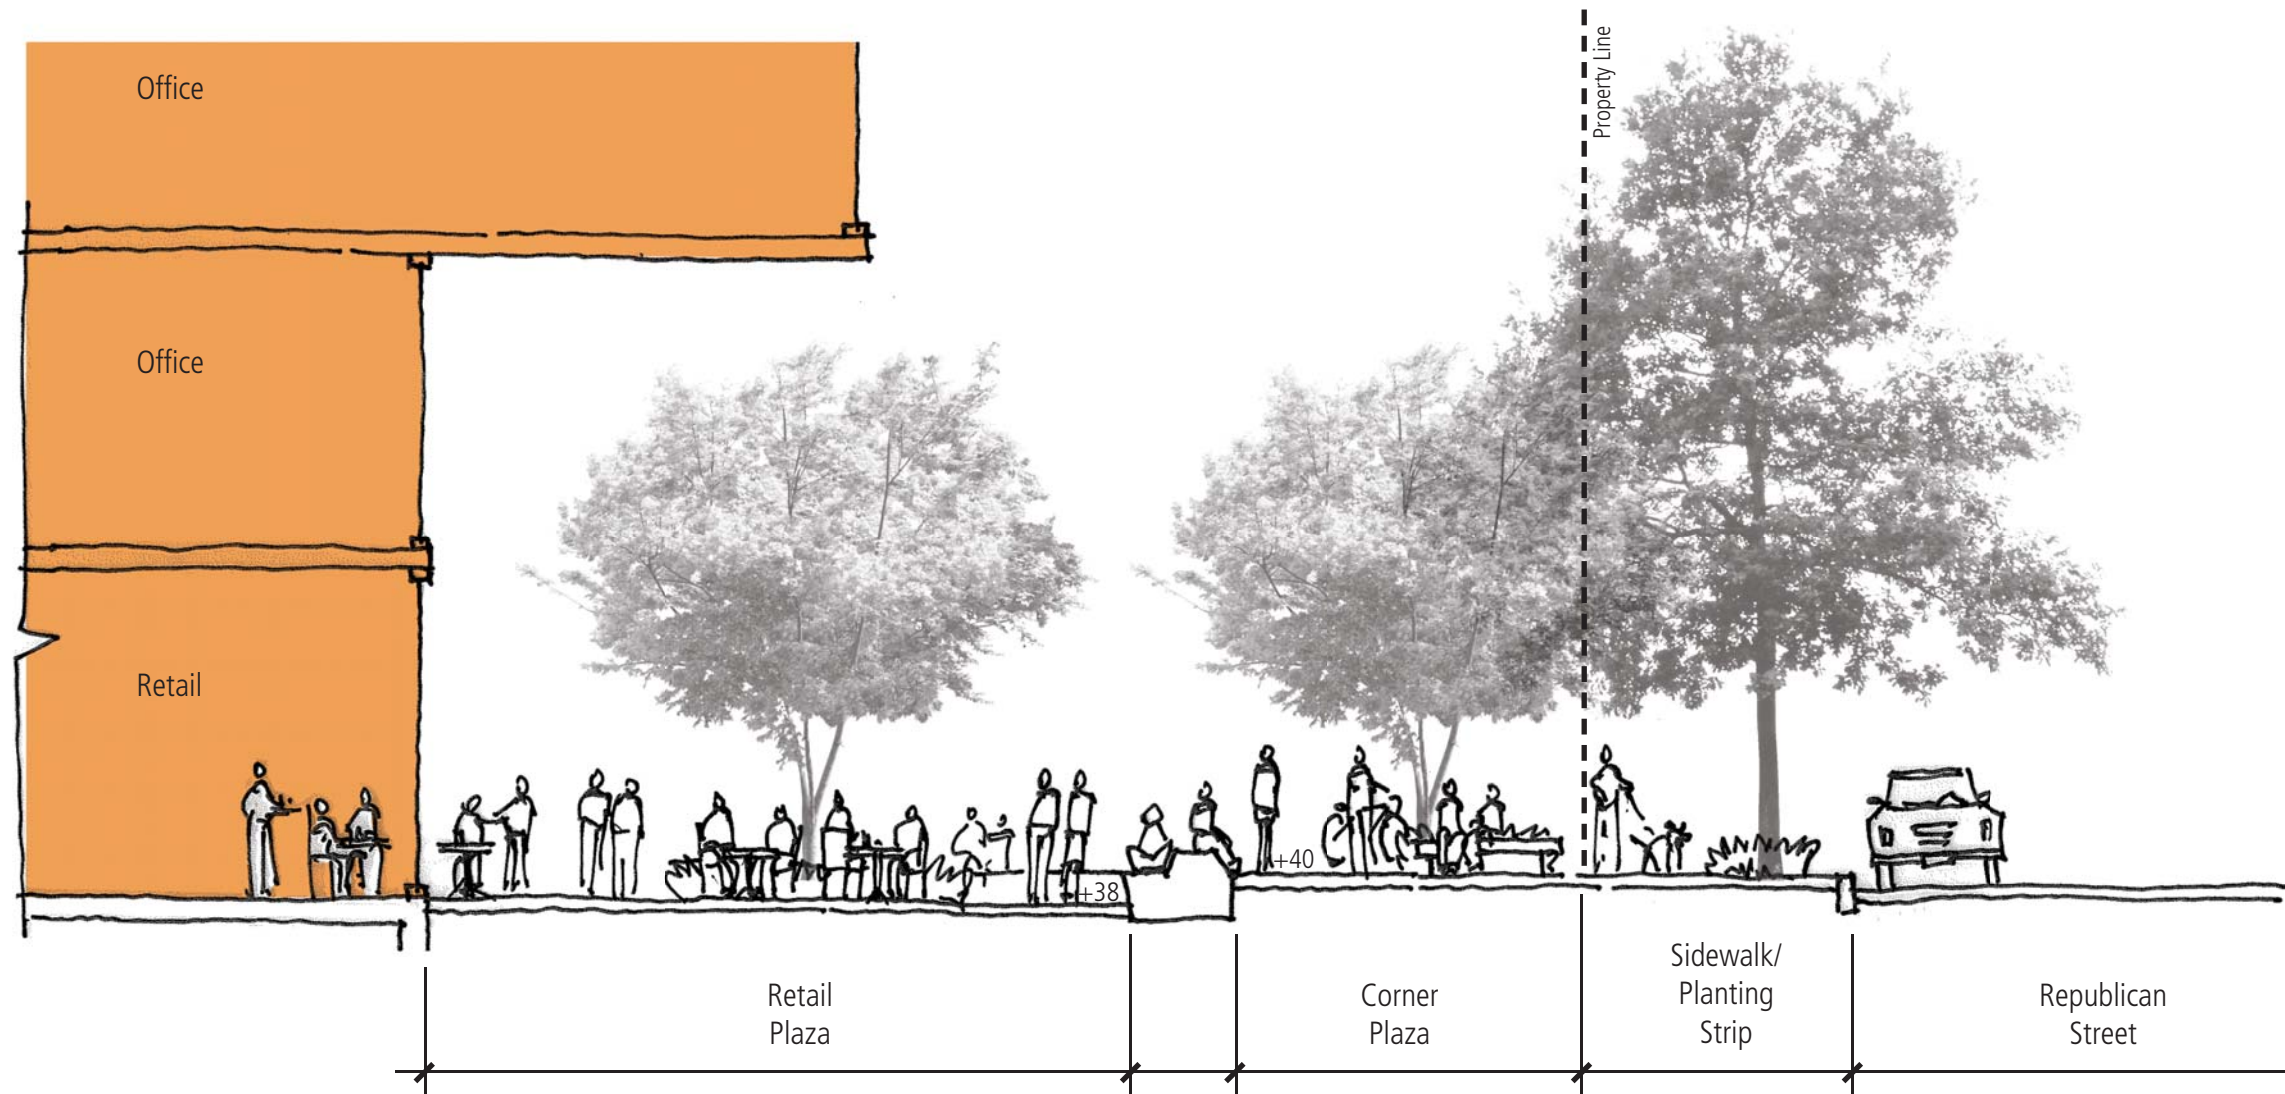 Office
Property Line
Office
Retail
+40
+38
Retail
Plaza
Corner
Plaza
Sidewalk/
Planting
Strip
Republican
Street